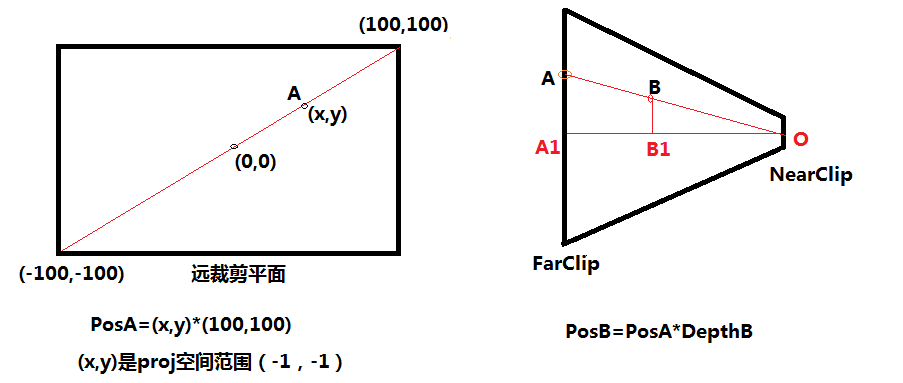 (100,100)
A
(x,y)
(0,0)
(-100,-100)
远裁剪平面
PosA=(x,y)*(100,100)
(x,y)是proj空间范围（-1，-1）
A
B
A1
B1
O
NearClip
FarClip
PosB=PosA*DepthB